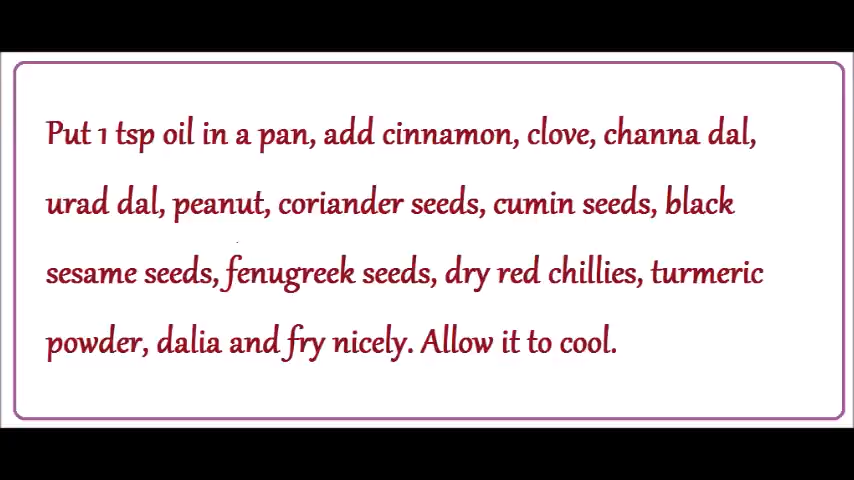 Put 1 tsp oil in a pan, add cinnamon, clove, channa dal,
urad dal, peanut, coriander seeds, cumin seeds, black
sesame seeds, fenugreek seeds, dry red chillies, turmeric
powder, dalia and fry nicely. Allow it to cool.